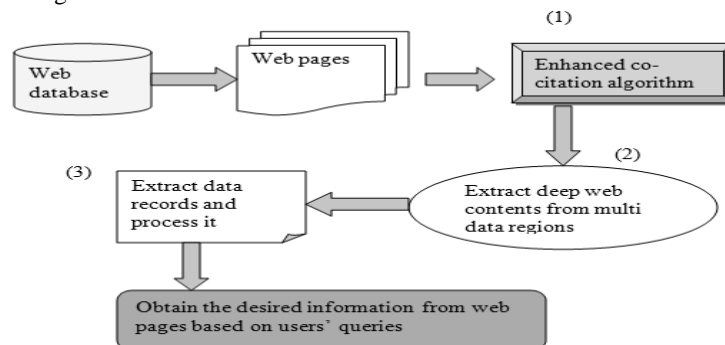 (1)
Web
database
Web pages
Enhanced co-
citation algorithm
(2)
(3)
Extract deep web
contents from multi
data regions
Extract data
records and
process it
Obtain the desired information from web
pages based on users’ queries